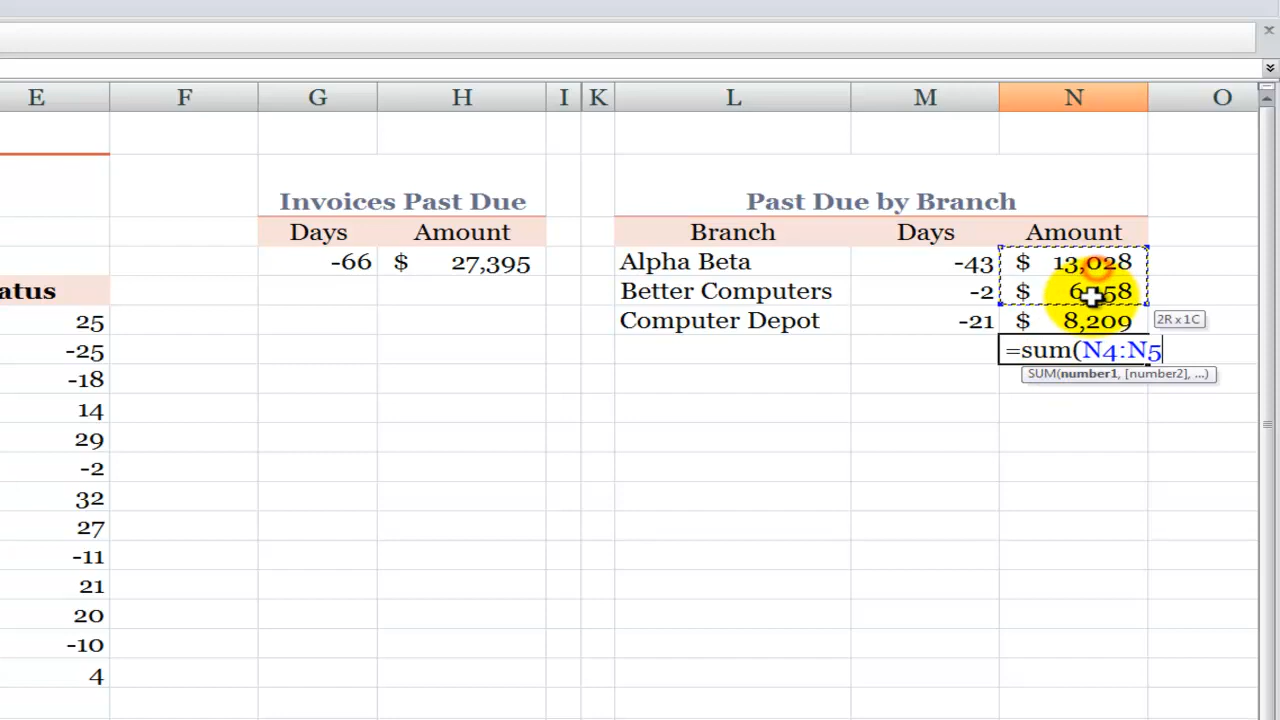 E F G H I K L M N O
Invoices Past Due Past Due by Branch
Days Amount Branch Days Amount
-66 $ 27,395 Alpha Beta -43 $ 13,028
atus Better Computers -2 $
25 Computer Depot -21 $ 8,209 2R x 1C
-25 =sum(N4:N5
-18 SUM(number1, [number2], ...)
14
29
-2
32
27
-11
21
20
-10
4